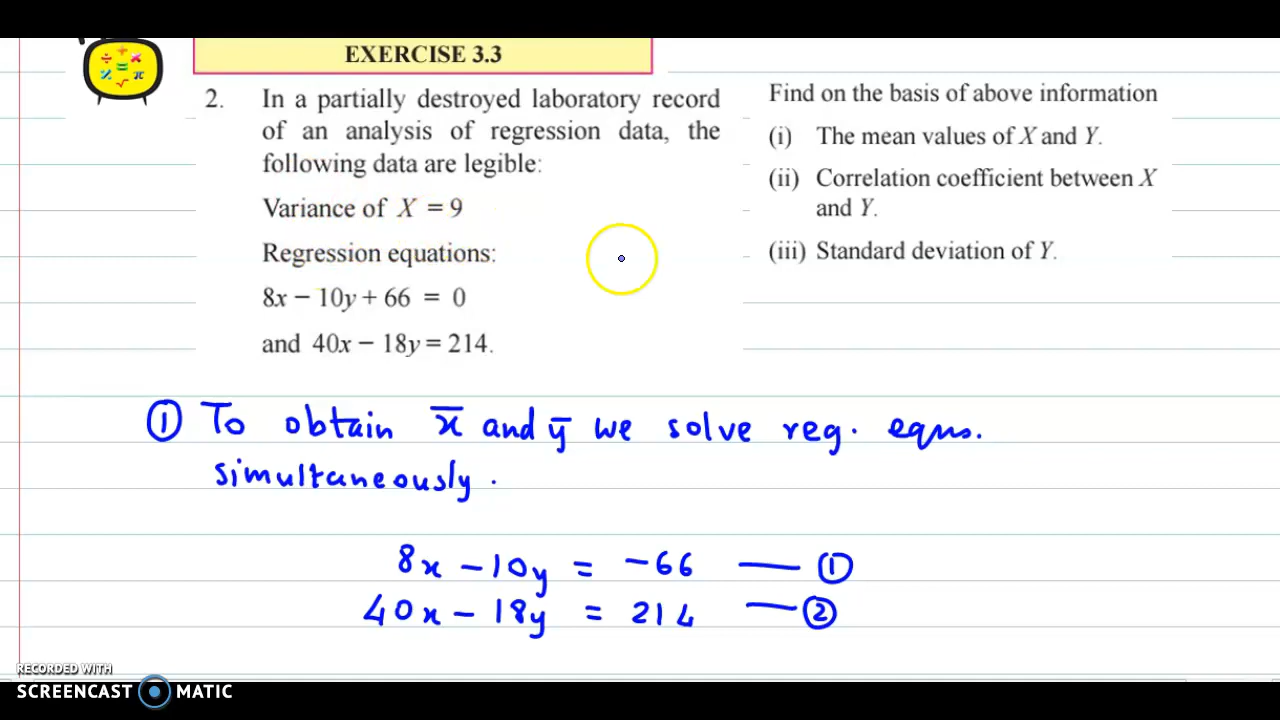 EXERCISE 3.3
2. In a partially destroyed laboratory record
of an analysis of regression data, the
following data are legible:
Variance of X = 9
Regression equations:
8x − 10y + 66 = 0
and 40x − 18y = 214.
Find on the basis of above information
(i) The mean values of X and Y.
(ii) Correlation coefficient between X
and Y.
(iii) Standard deviation of Y.
① To obtain x̅ and y̅ we solve reg. eqns.
simultaneously.
8x − 10y = −66 —— ①
40x − 18y = 214 —— ②
RECORDED WITH
SCREENCAST MATIC